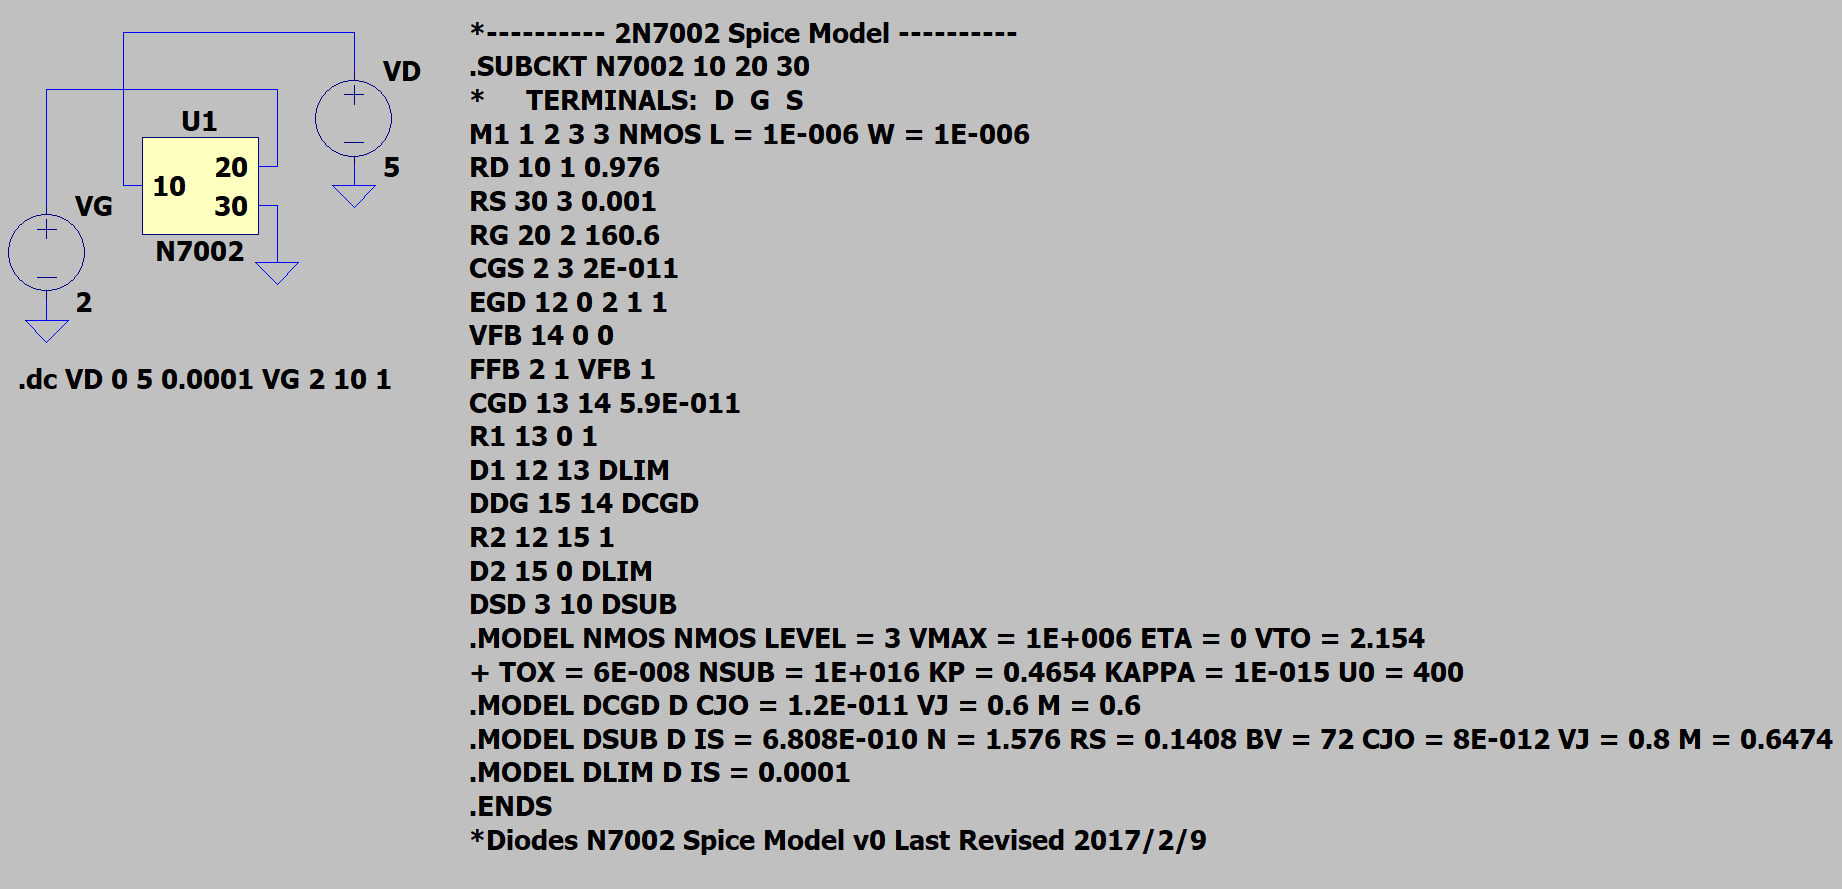 VD
5
U1
10
20
30
N7002
VG
2
.dc VD 0 5 0.0001 VG 2 10 1
*---------- 2N7002 Spice Model ----------
.SUBCKT N7002 10 20 30
* TERMINALS: D G S
M1 1 2 3 3 NMOS L = 1E-006 W = 1E-006
RD 10 1 0.976
RS 30 3 0.001
RG 20 2 160.6
CGS 2 3 2E-011
EGD 12 0 2 1 1
VFB 14 0 0
FFB 2 1 VFB 1
CGD 13 14 5.9E-011
R1 13 0 1
D1 12 13 DLIM
DDG 15 14 DCGD
R2 12 15 1
D2 15 0 DLIM
DSD 3 10 DSUB
.MODEL NMOS NMOS LEVEL = 3 VMAX = 1E+006 ETA = 0 VTO = 2.154
+ TOX = 6E-008 NSUB = 1E+016 KP = 0.4654 KAPPA = 1E-015 U0 = 400
.MODEL DCGD D CJO = 1.2E-011 VJ = 0.6 M = 0.6
.MODEL DSUB D IS = 6.808E-010 N = 1.576 RS = 0.1408 BV = 72 CJO = 8E-012 VJ = 0.8 M = 0.6474
.MODEL DLIM D IS = 0.0001
.ENDS
*Diodes N7002 Spice Model v0 Last Revised 2017/2/9